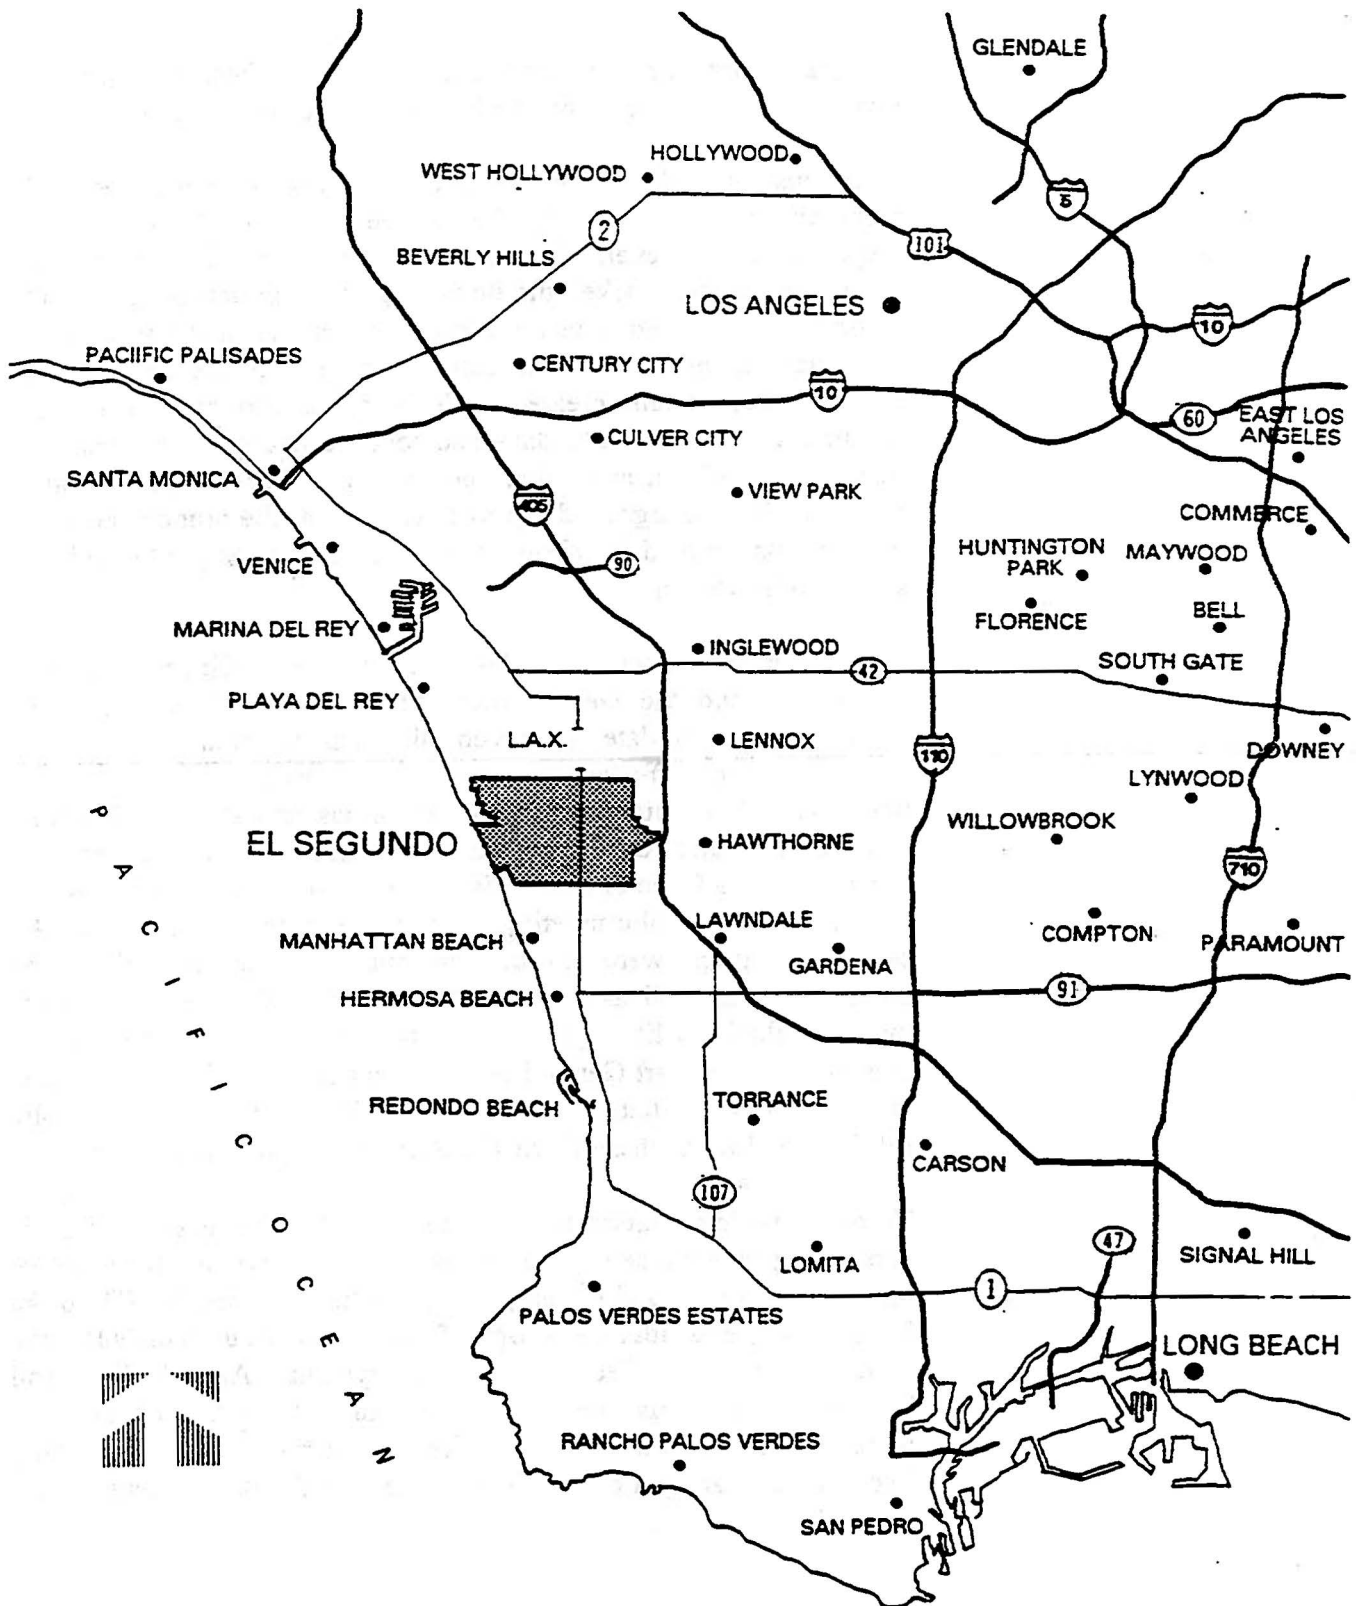 GLENDALE
HOLLYWOOD
WEST HOLLYWOOD
5
2
101
BEVERLY HILLS
LOS ANGELES
10
PACIIFIC PALISADES
CENTURY CITY
10
60
EAST LOS
ANGELES
CULVER CITY
SANTA MONICA
VIEW PARK
405
COMMERCE
HUNTINGTON
PARK
MAYWOOD
VENICE
90
FLORENCE
BELL
MARINA DEL REY
INGLEWOOD
42
SOUTH GATE
PLAYA DEL REY
L.A.X.
LENNOX
110
DOWNEY
LYNWOOD
EL SEGUNDO
HAWTHORNE
WILLOWBROOK
710
LAWNDALE
MANHATTAN BEACH
GARDENA
COMPTON
PARAMOUNT
HERMOSA BEACH
91
REDONDO BEACH
TORRANCE
CARSON
107
47
SIGNAL HILL
LOMITA
1
PALOS VERDES ESTATES
LONG BEACH
RANCHO PALOS VERDES
SAN PEDRO
PACIFIC OCEAN